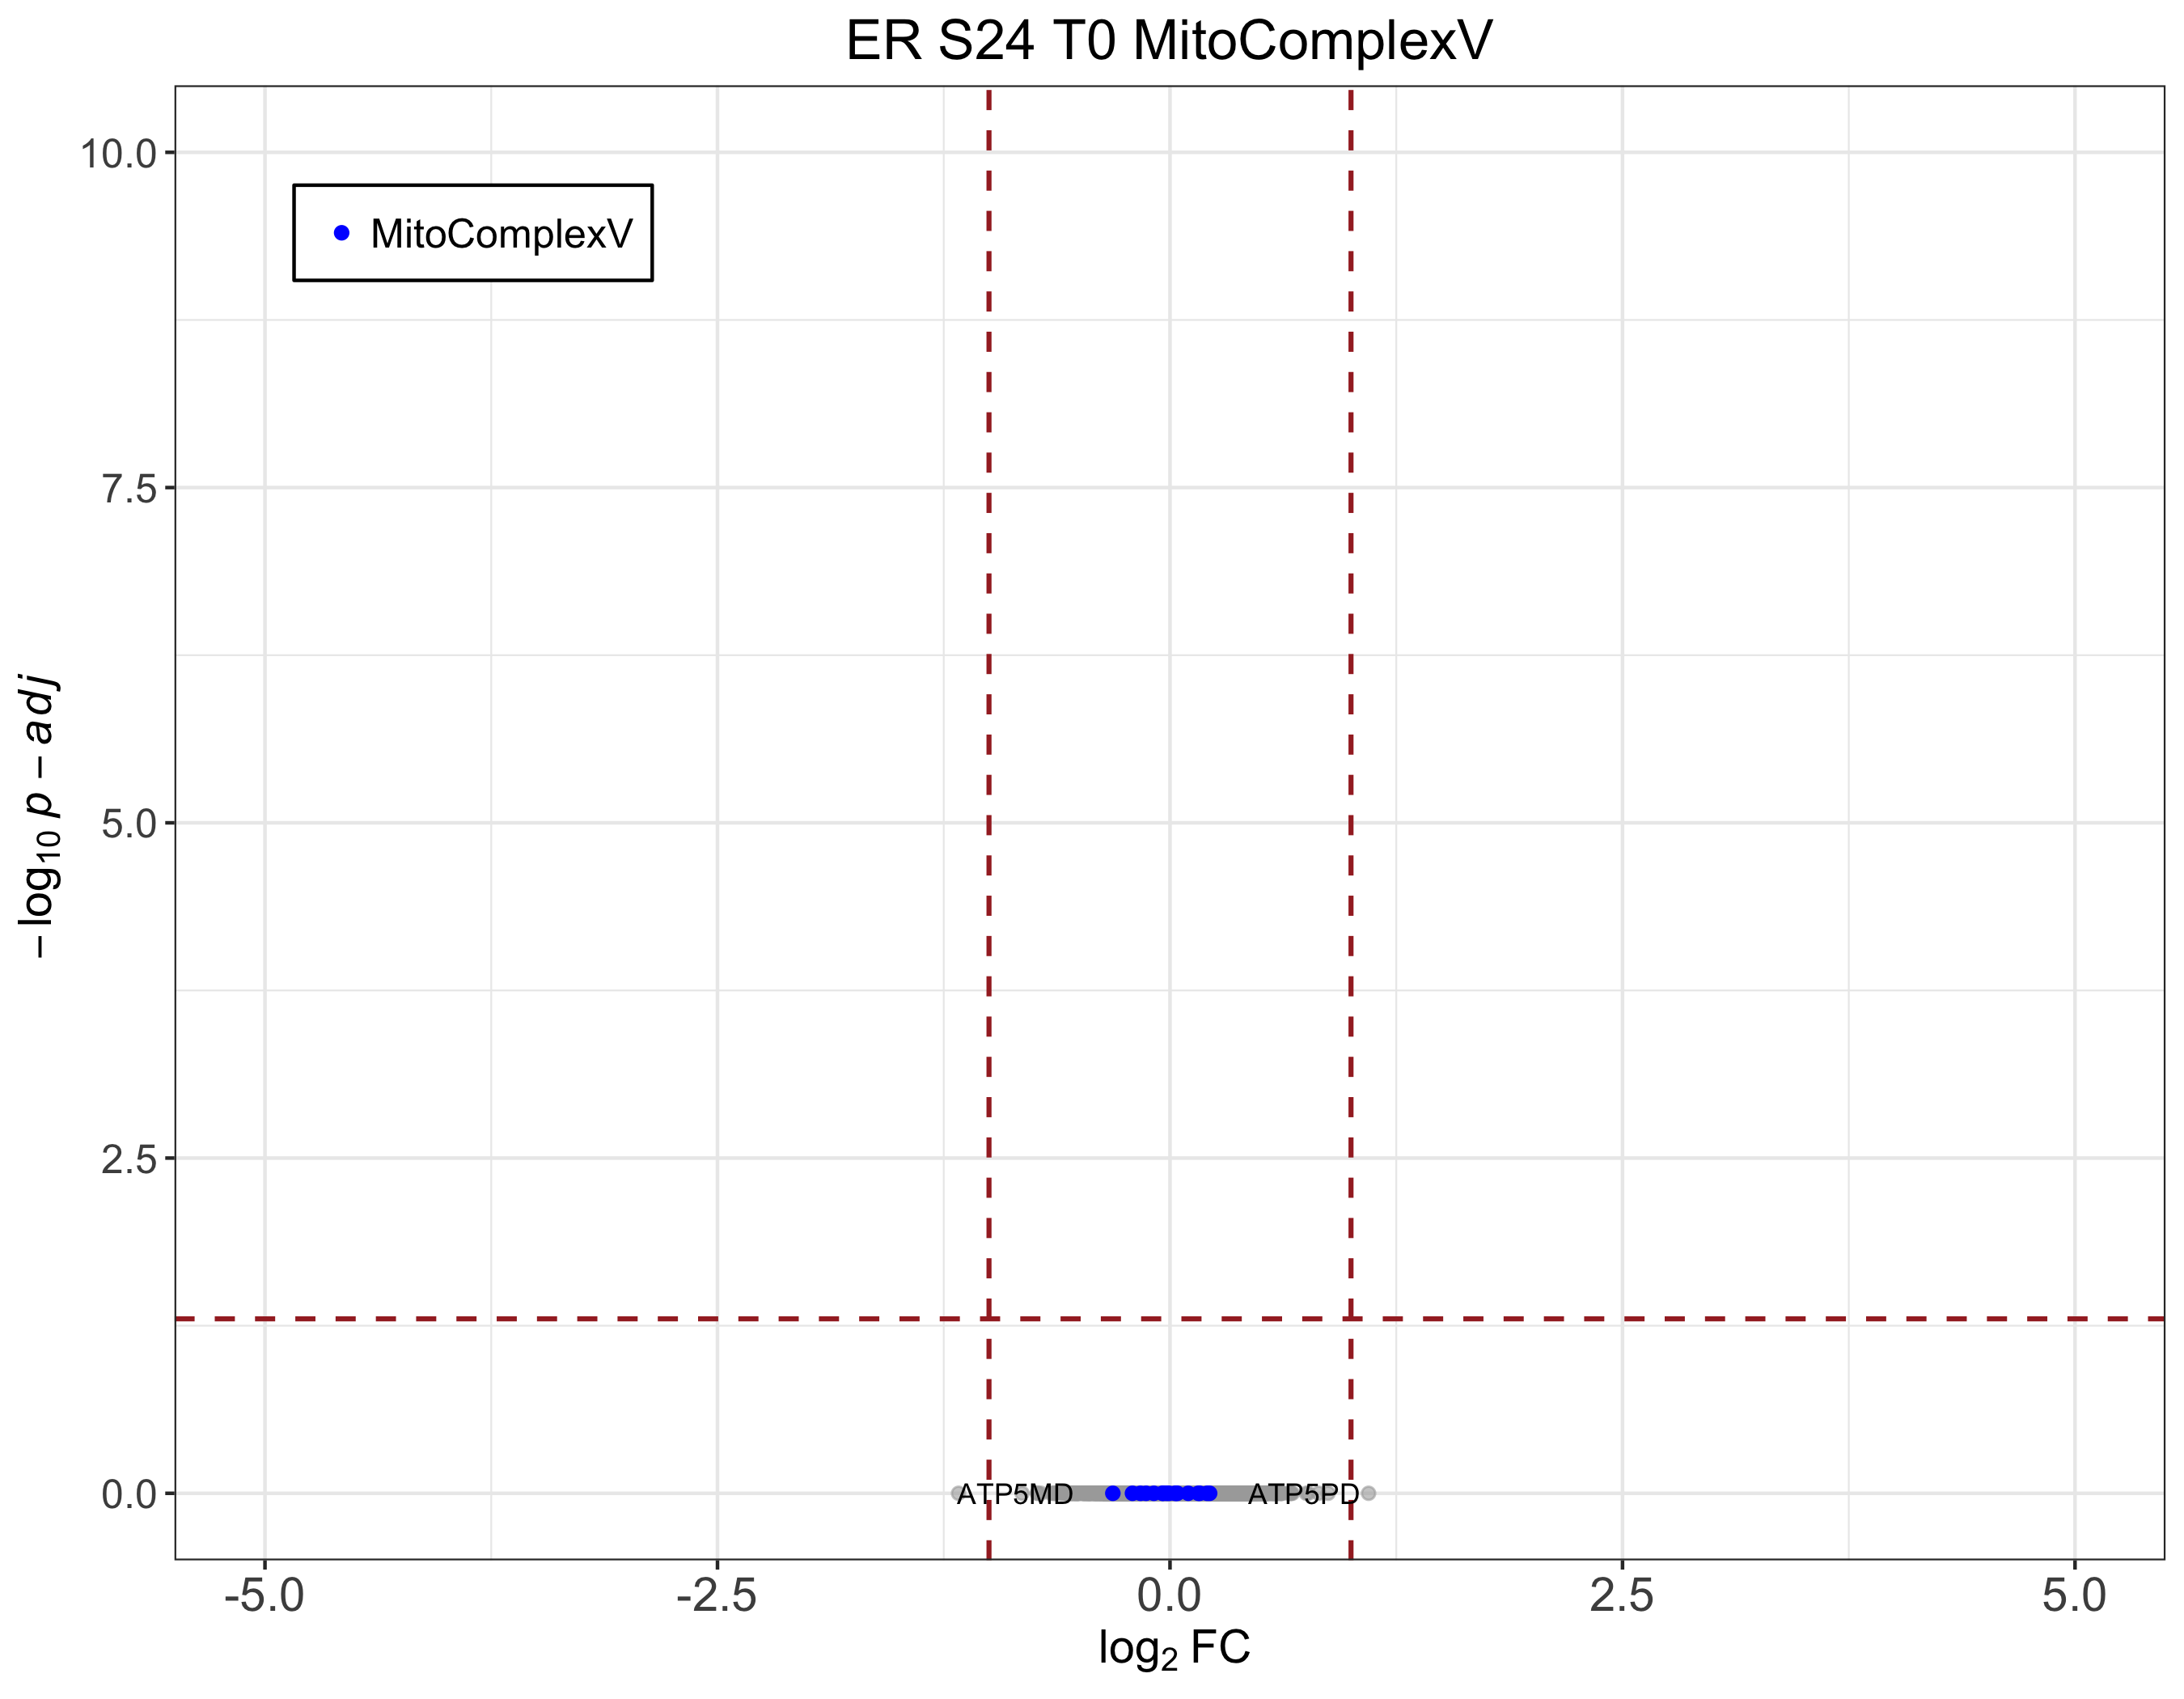 ER S24 T0 MitoComplexV
10.0
MitoComplexV
7.5
5.0
2.5
0.0
−log₁₀ p − adj
ATP5MD
ATP5PD
-5.0
-2.5
0.0
2.5
5.0
log₂ FC